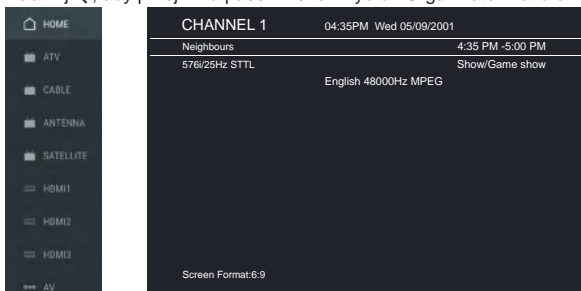 HOME
ATV
CABLE
ANTENNA
SATELLITE
HDMI1
HDMI2
HDMI3
AV
CHANNEL 1 04:35PM Wed 05/09/2001
Neighbours 4:35 PM -5:00 PM
576i/25Hz STTL Show/Game show
English 48000Hz MPEG
Screen Format:6:9